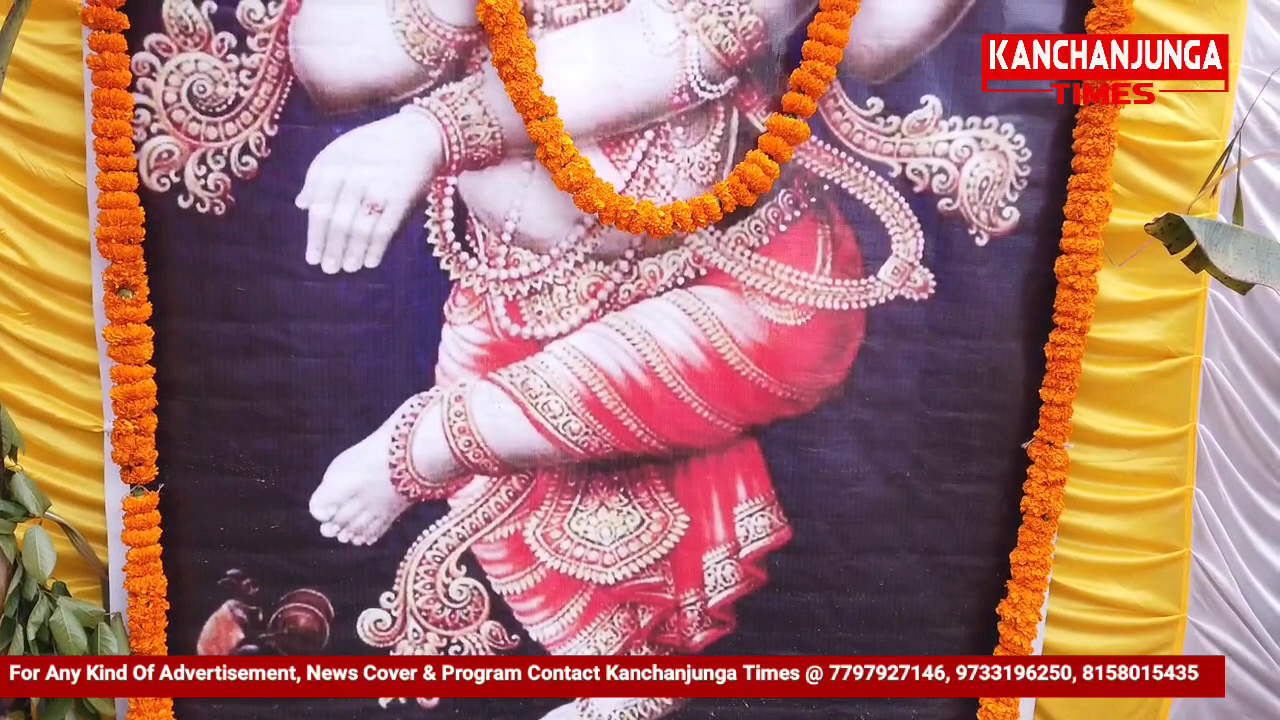 KANCHANJUNGA
TIMES
For Any Kind Of Advertisement, News Cover & Program Contact Kanchanjunga Times @ 7797927146, 9733196250, 8158015435